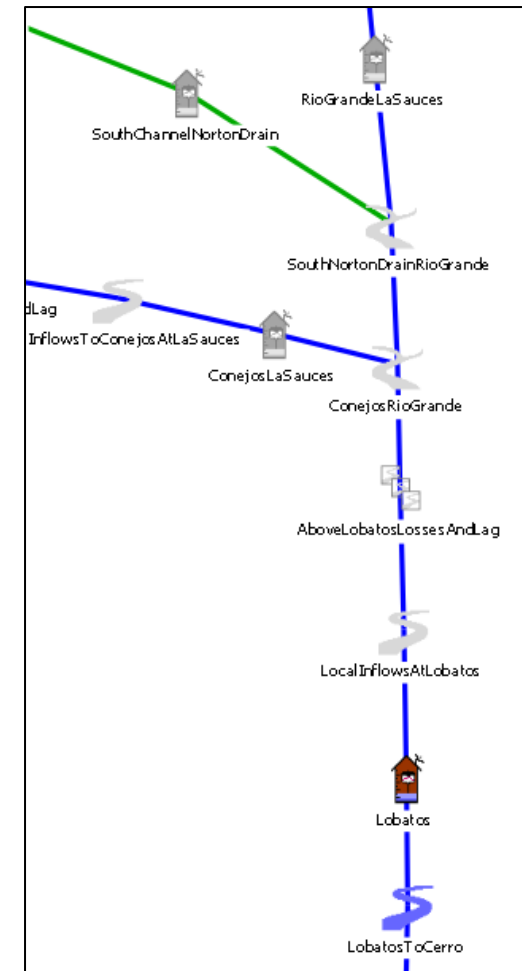 RioGrandeLaSauces
SouthChannelNortonDrain
SouthNortonDrainRioGrande
dLag
InflowsToConejosAtLaSauces
ConejosLaSauces
ConejosRioGrande
AboveLobatosLossesAndLag
LocalInflowsAtLobatos
Lobatos
LobatosToCerro